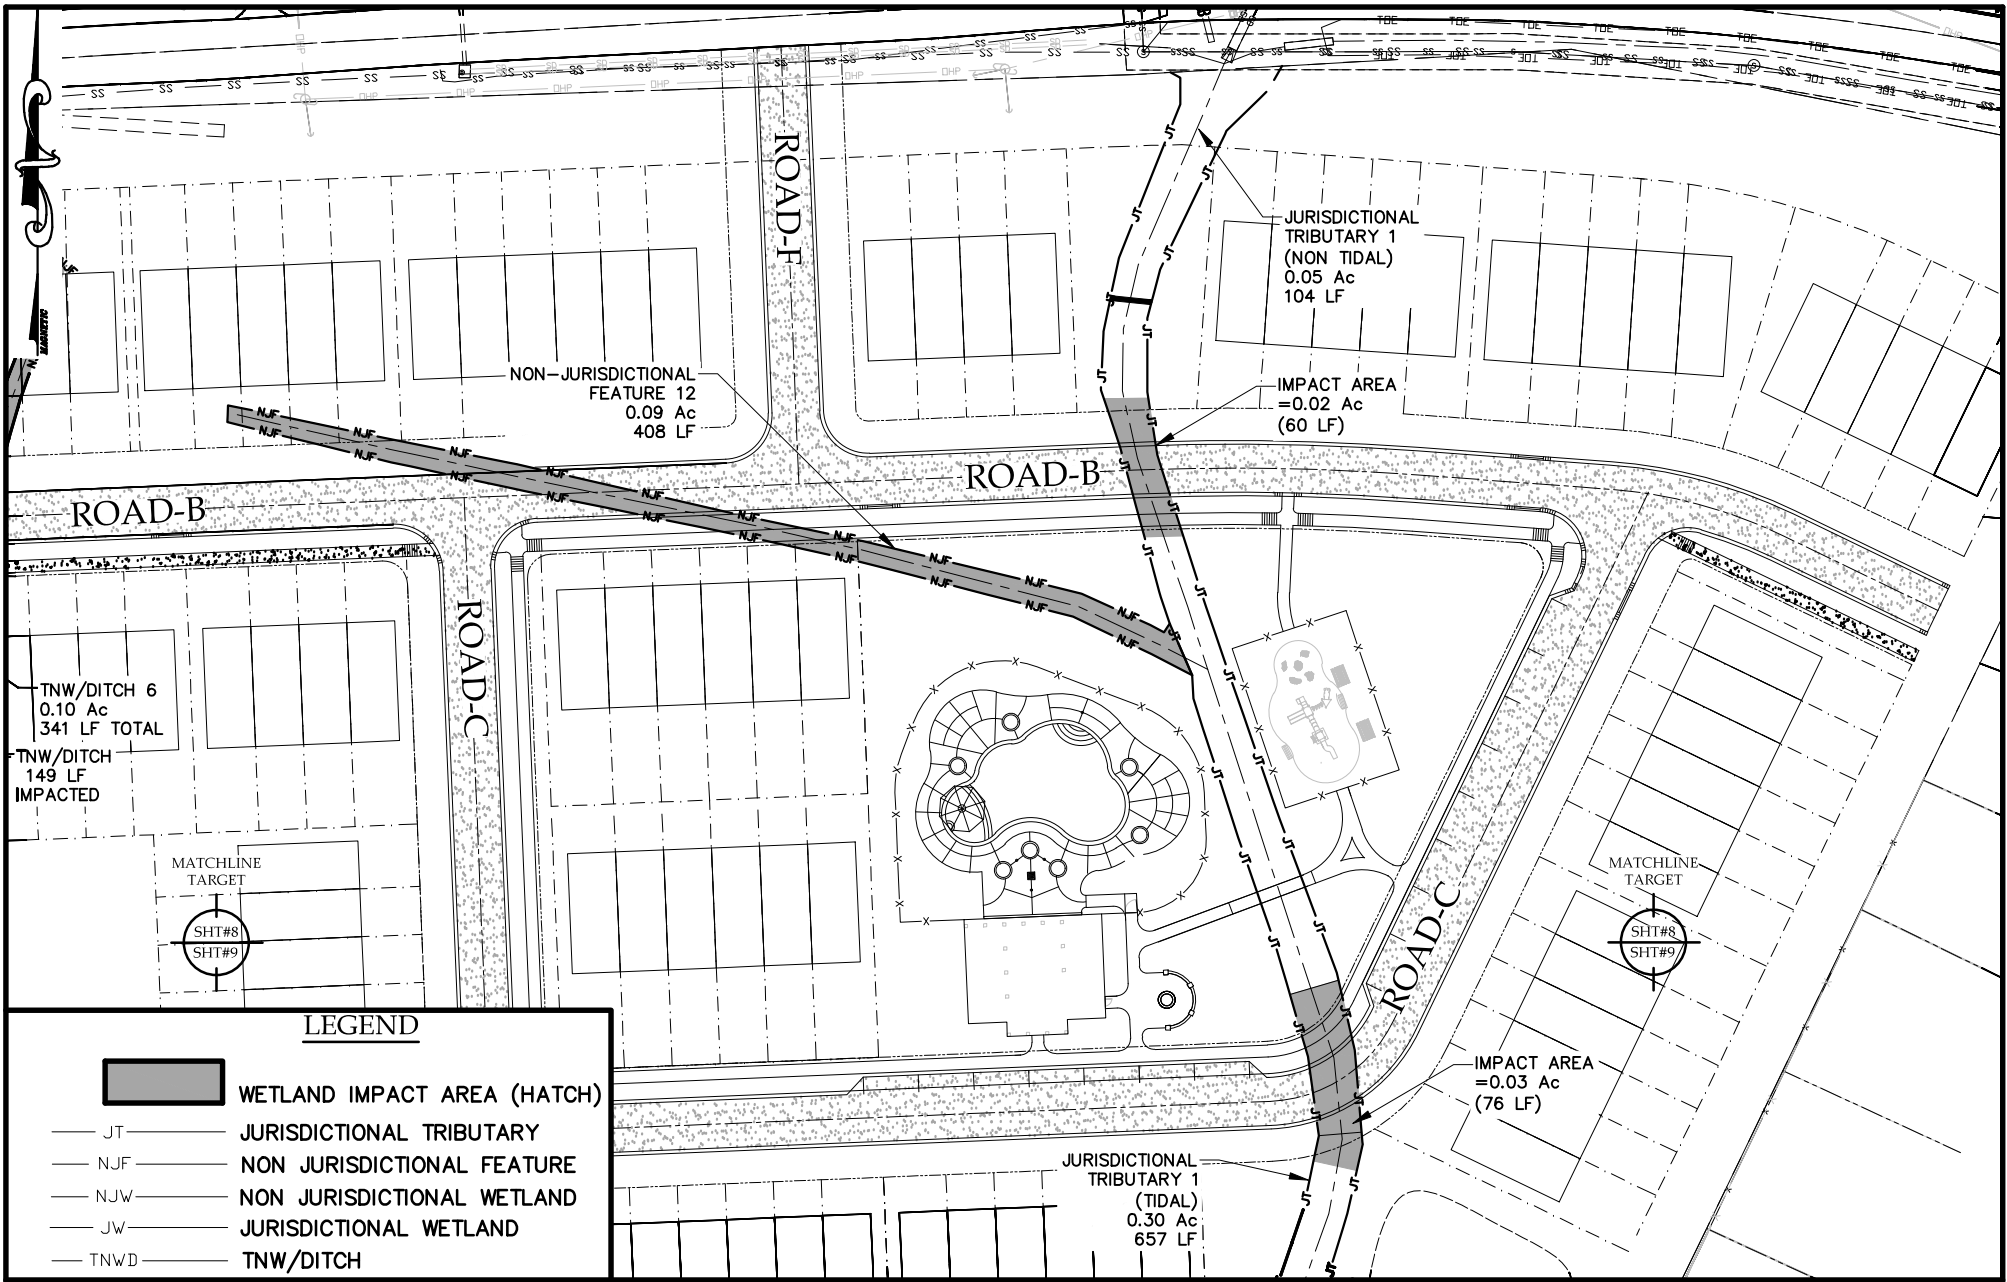 ROAD-F
MAGNETIC
JURISDICTIONAL
TRIBUTARY 1
(NON TIDAL)
0.05 Ac
104 LF
NON-JURISDICTIONAL
FEATURE 12
0.09 Ac
408 LF
IMPACT AREA
=0.02 Ac
(60 LF)
ROAD-B
ROAD-B
ROAD-C
TNW/DITCH 6
0.10 Ac
341 LF TOTAL
TNW/DITCH
149 LF
IMPACTED
MATCHLINE
TARGET
SHT#8
SHT#9
MATCHLINE
TARGET
SHT#8
SHT#9
ROAD-C
IMPACT AREA
=0.03 Ac
(76 LF)
JURISDICTIONAL
TRIBUTARY 1
(TIDAL)
0.30 Ac
657 LF
LEGEND
WETLAND IMPACT AREA (HATCH)
JT JURISDICTIONAL TRIBUTARY
NJF NON JURISDICTIONAL FEATURE
NJW NON JURISDICTIONAL WETLAND
JW JURISDICTIONAL WETLAND
TNWD TNW/DITCH